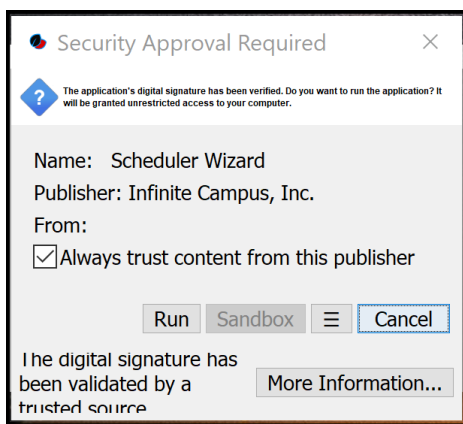 Security Approval Required
The application's digital signature has been verified. Do you want to run the application? It
will be granted unrestricted access to your computer.
Name: Scheduler Wizard
Publisher: Infinite Campus, Inc.
From:
Always trust content from this publisher
Run Sandbox ☰ Cancel
The digital signature has
been validated by a
trusted source
More Information...